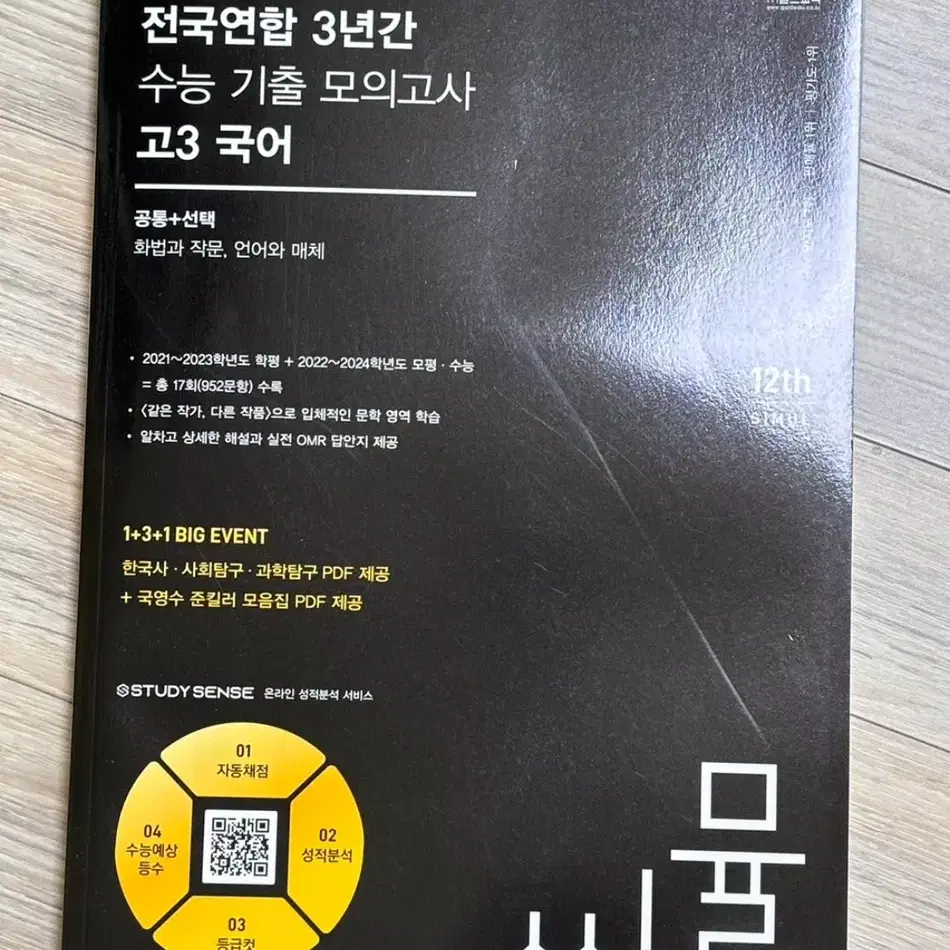 전국연합 3년간
수능 기출 모의고사
고3 국어
공통+선택
화법과 작문, 언어와 매체
• 2021~2023학년도 학평 + 2022~2024학년도 모평·수능
= 총 17회(952문항) 수록
• <같은 작가, 다른 작품>으로 입체적인 문학 영역 학습
• 알차고 상세한 해설과 실전 OMR 답안지 제공
1+3+1 BIG EVENT
한국사·사회탐구·과학탐구 PDF 제공
+ 국영수 준킬러 모음집 PDF 제공
STUDY SENSE 온라인 성적분석 서비스
01
자동채점
02
성적분석
03
등급컷
04
수능예상
등수
12th
평가도 1위